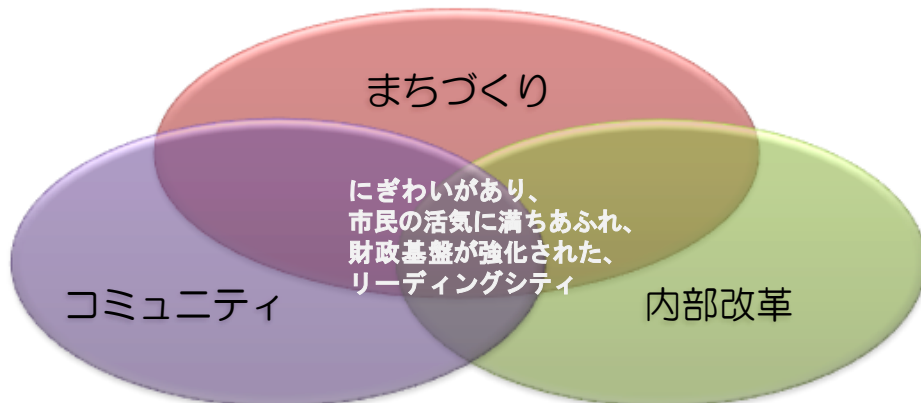 まちづくり
にぎわいがあり、
市民の活気に満ちあふれ、
財政基盤が強化された、
リーディングシティ
コミュニティ
内部改革